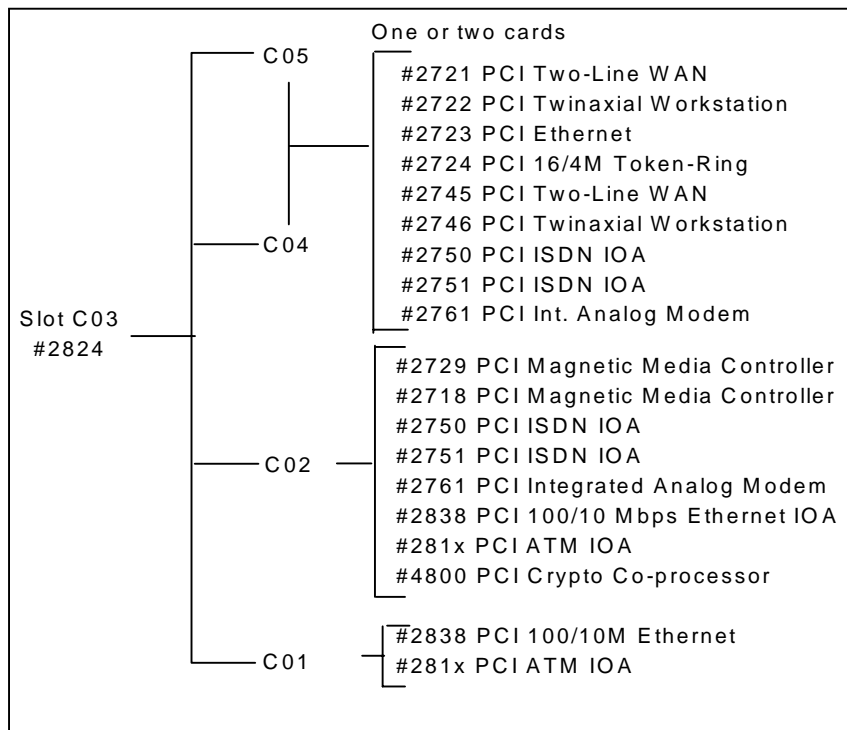 One or two cards
C05
#2721 PCI Two-Line WAN
#2722 PCI Twinaxial Workstation
#2723 PCI Ethernet
#2724 PCI 16/4M Token-Ring
#2745 PCI Two-Line WAN
#2746 PCI Twinaxial Workstation
C04
#2750 PCI ISDN IOA
#2751 PCI ISDN IOA
#2761 PCI Int. Analog Modem
Slot C03
#2824
#2729 PCI Magnetic Media Controller
#2718 PCI Magnetic Media Controller
#2750 PCI ISDN IOA
#2751 PCI ISDN IOA
C02
#2761 PCI Integrated Analog Modem
#2838 PCI 100/10 Mbps Ethernet IOA
#281x PCI ATM IOA
#4800 PCI Crypto Co-processor
#2838 PCI 100/10M Ethernet
C01
#281x PCI ATM IOA